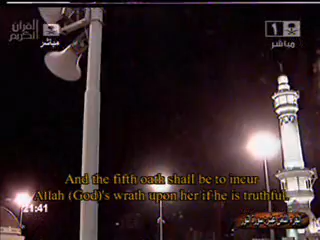 القرآن
الكريم
مباشر
1
مباشر
And the fifth oath shall be to incur
Allah (God)'s wrath upon her if he is truthful.
21:41